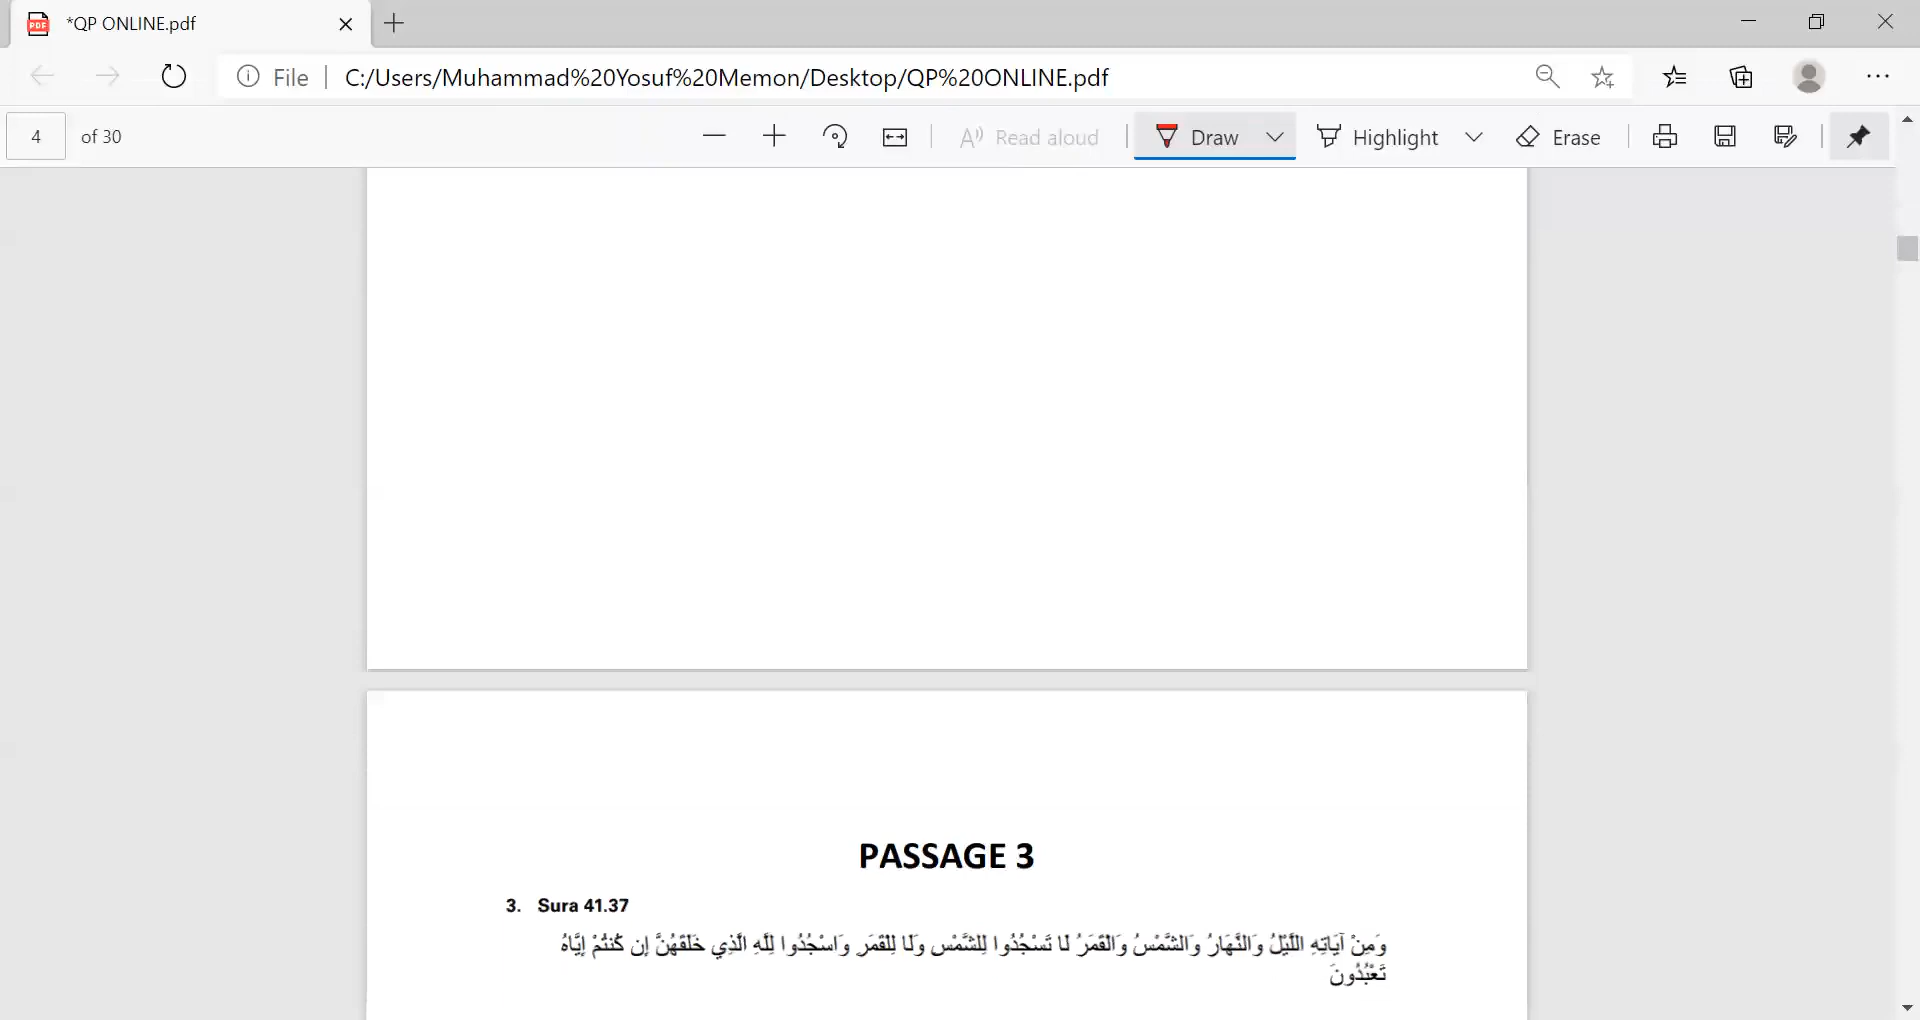 *QP ONLINE.pdf
File | C:/Users/Muhammad%20Yosuf%20Memon/Desktop/QP%20ONLINE.pdf
4 of 30
Read aloud
Draw
Highlight
Erase
PASSAGE 3
3. Sura 41.37
وَمِنْ آيَاتِهِ اللَّيْلُ وَالنَّهَارُ وَالشَّمْسُ وَالْقَمَرُ لَا تَسْجُدُوا لِلشَّمْسِ وَلَا لِلْقَمَرِ وَاسْجُدُوا لِلَّهِ الَّذِي خَلَقَهُنَّ إِن كُنتُمْ إِيَّاهُ
تَعْبُدُونَ